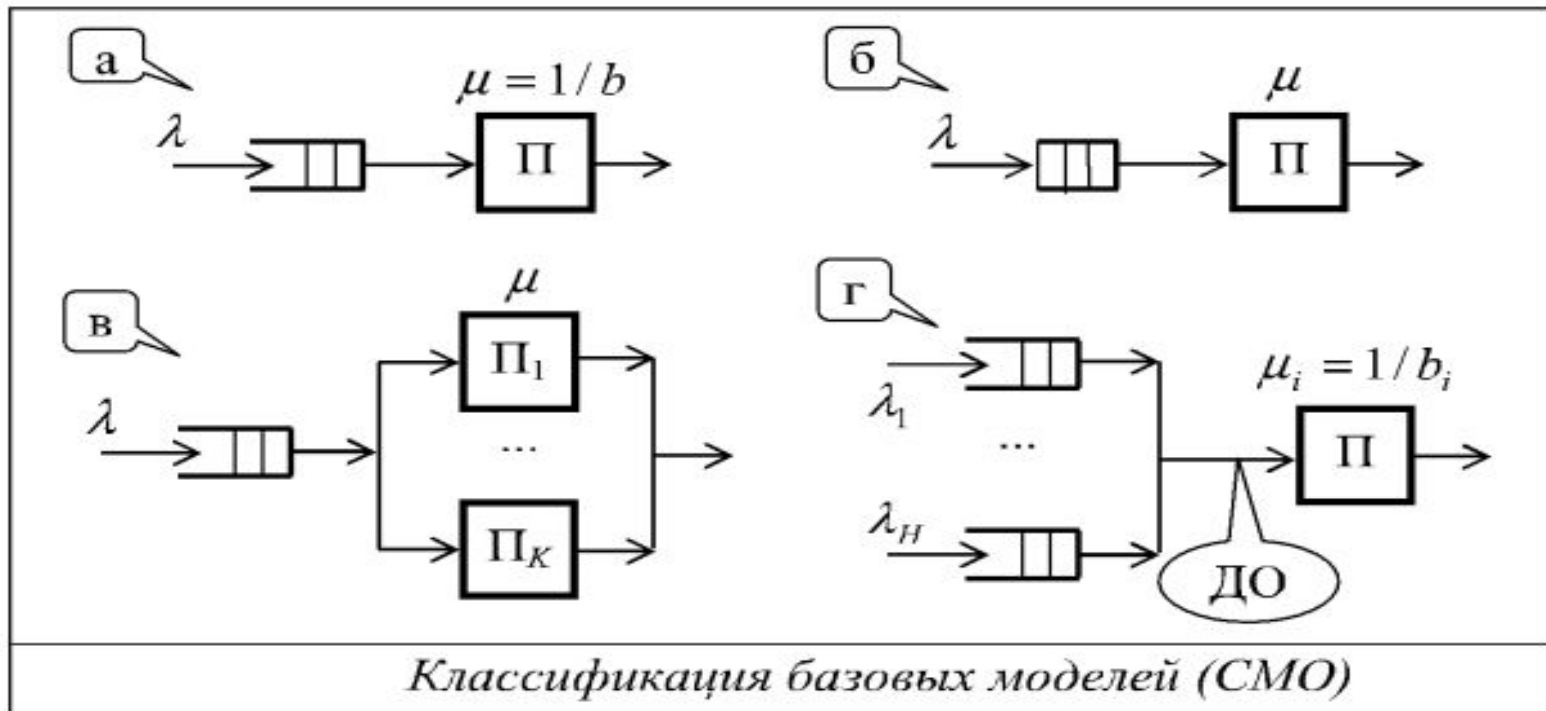 а
μ = 1 / b
λ
П
б
μ
λ
П
в
μ
П1
λ
...
ПK
г
λ1
μi = 1 / bi
...
П
λH
ДО
Классификация базовых моделей (СМО)